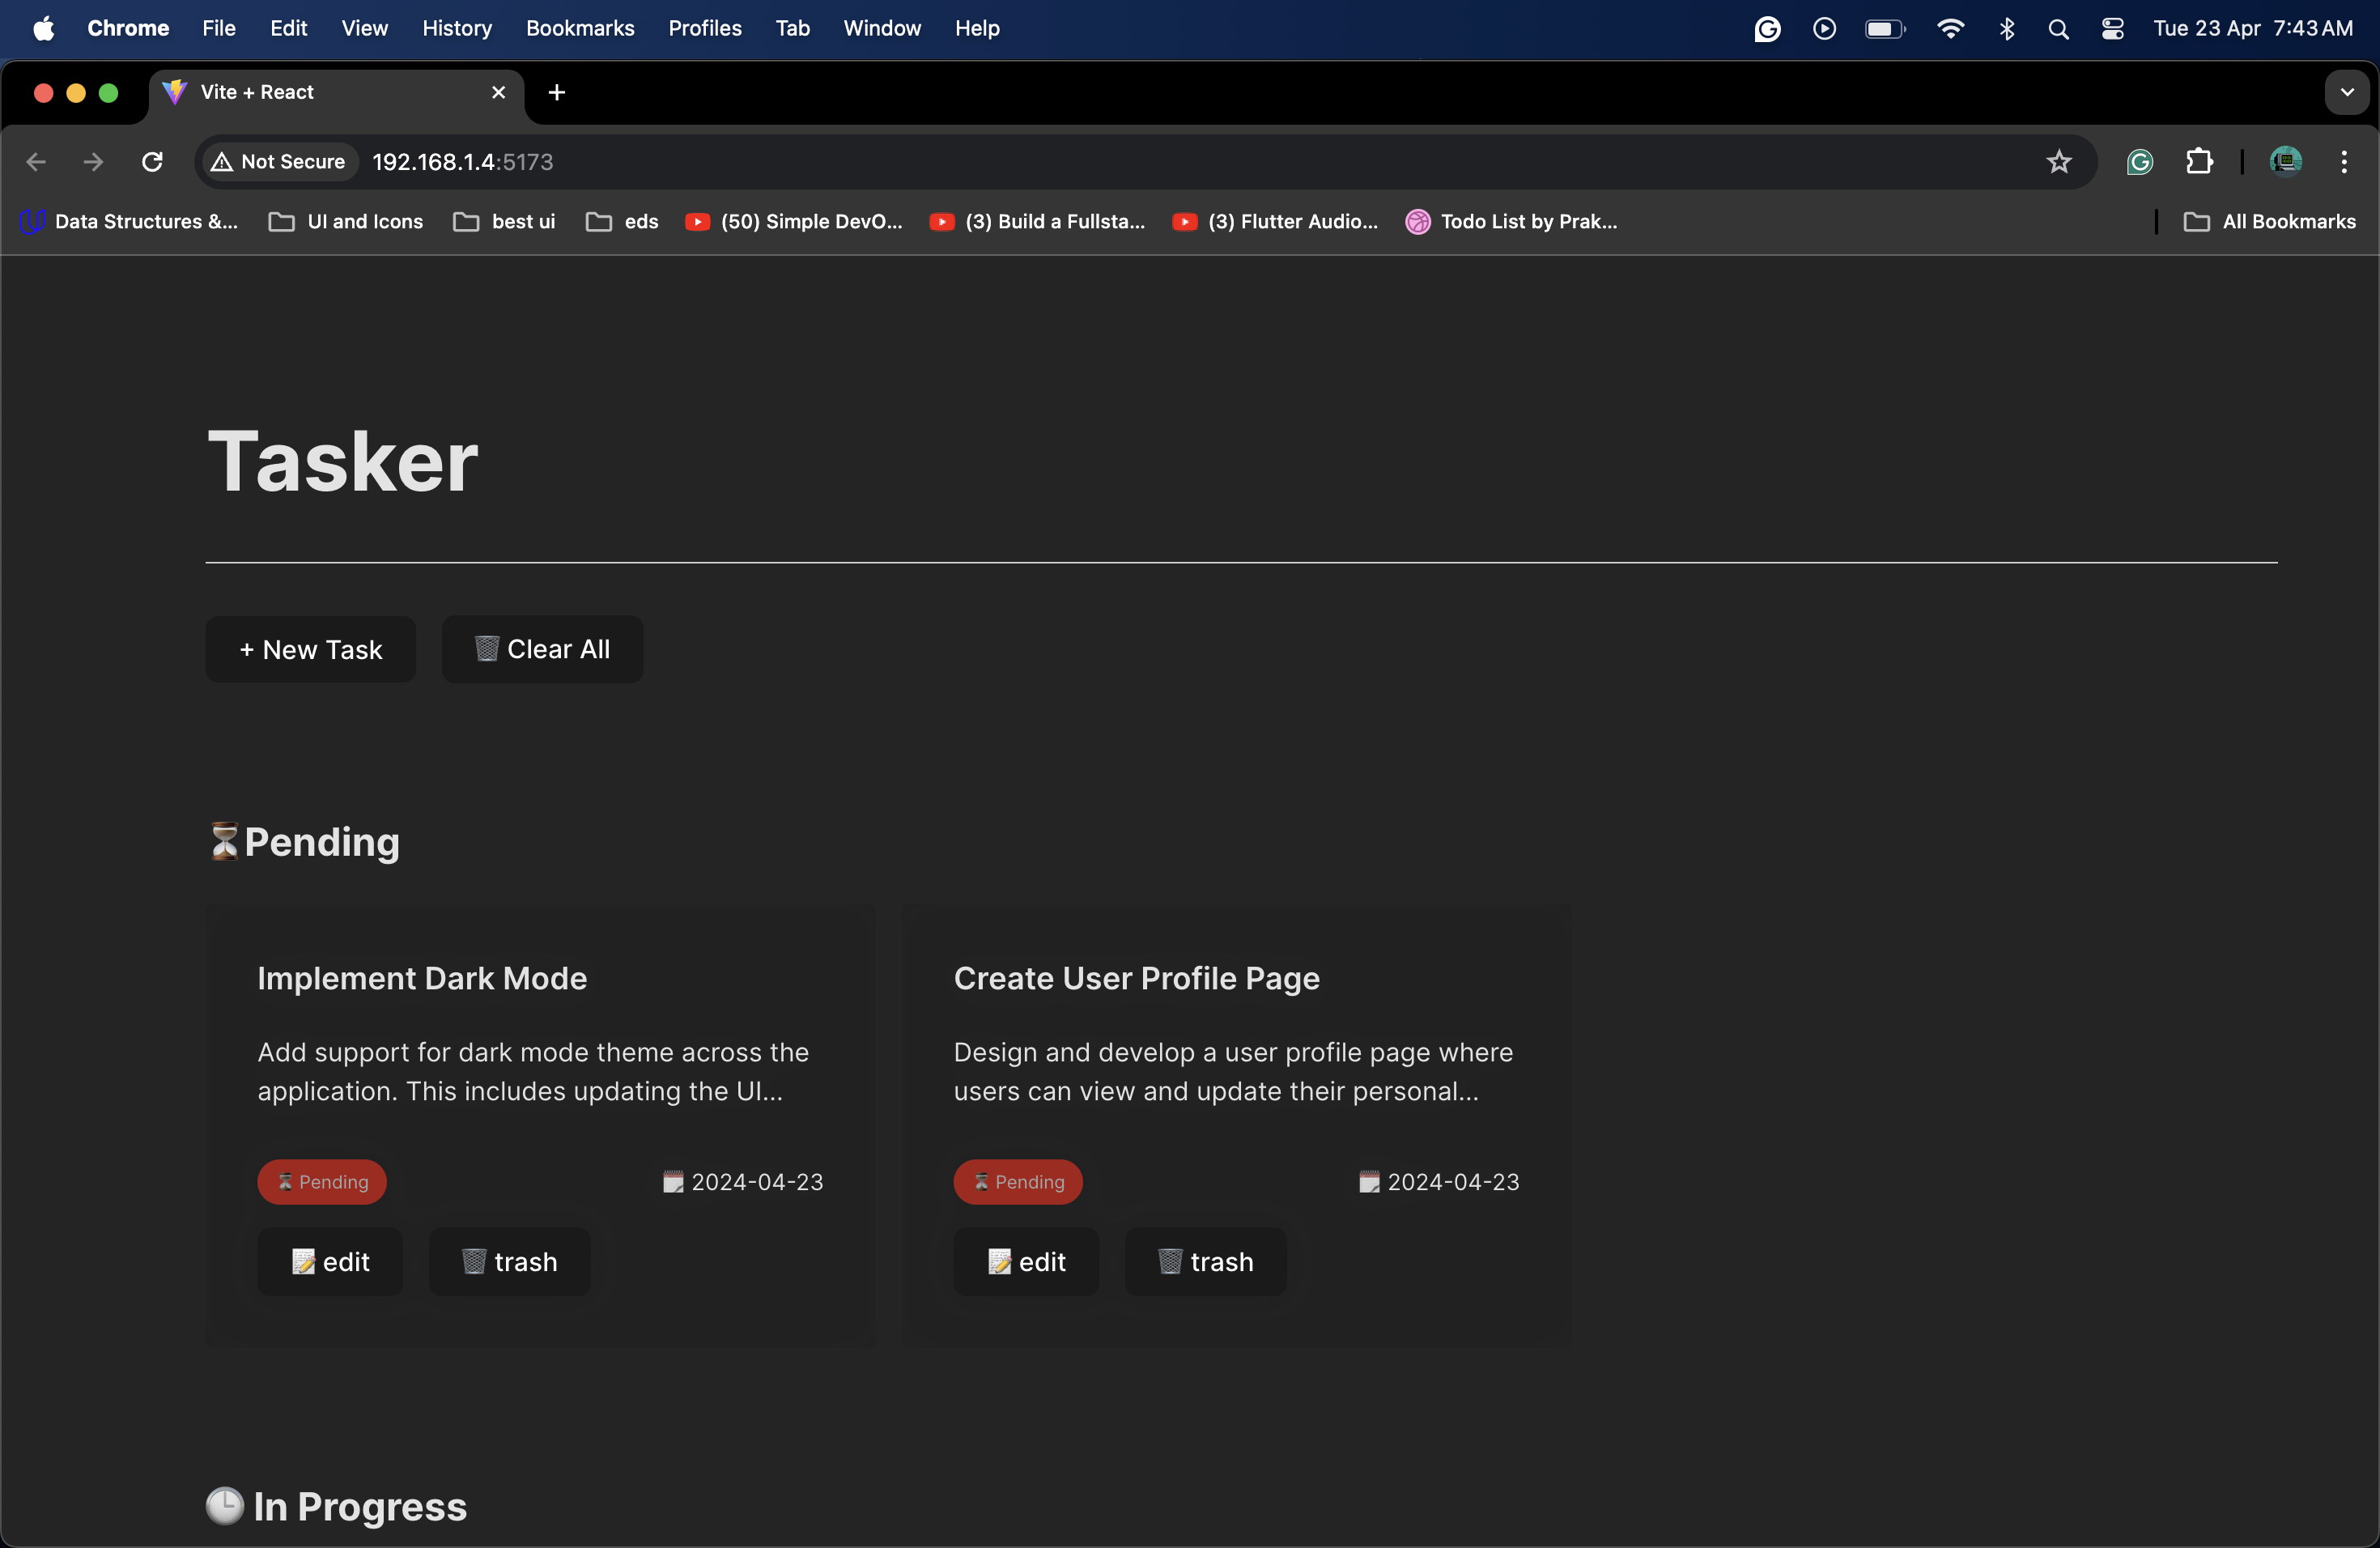 Chrome File Edit View History Bookmarks Profiles Tab Window Help Tue 23 Apr 7:43 AM
Vite + React
Not Secure 192.168.1.4:5173
Data Structures &... UI and Icons best ui eds (50) Simple DevO... (3) Build a Fullsta... (3) Flutter Audio... Todo List by Prak... All Bookmarks
Tasker
+ New Task 🗑️ Clear All
⏳Pending
Implement Dark Mode
Add support for dark mode theme across the
application. This includes updating the UI...
⏳ Pending 🗓️ 2024-04-23
📝 edit 🗑️ trash
Create User Profile Page
Design and develop a user profile page where
users can view and update their personal...
⏳ Pending 🗓️ 2024-04-23
📝 edit 🗑️ trash
🕒 In Progress